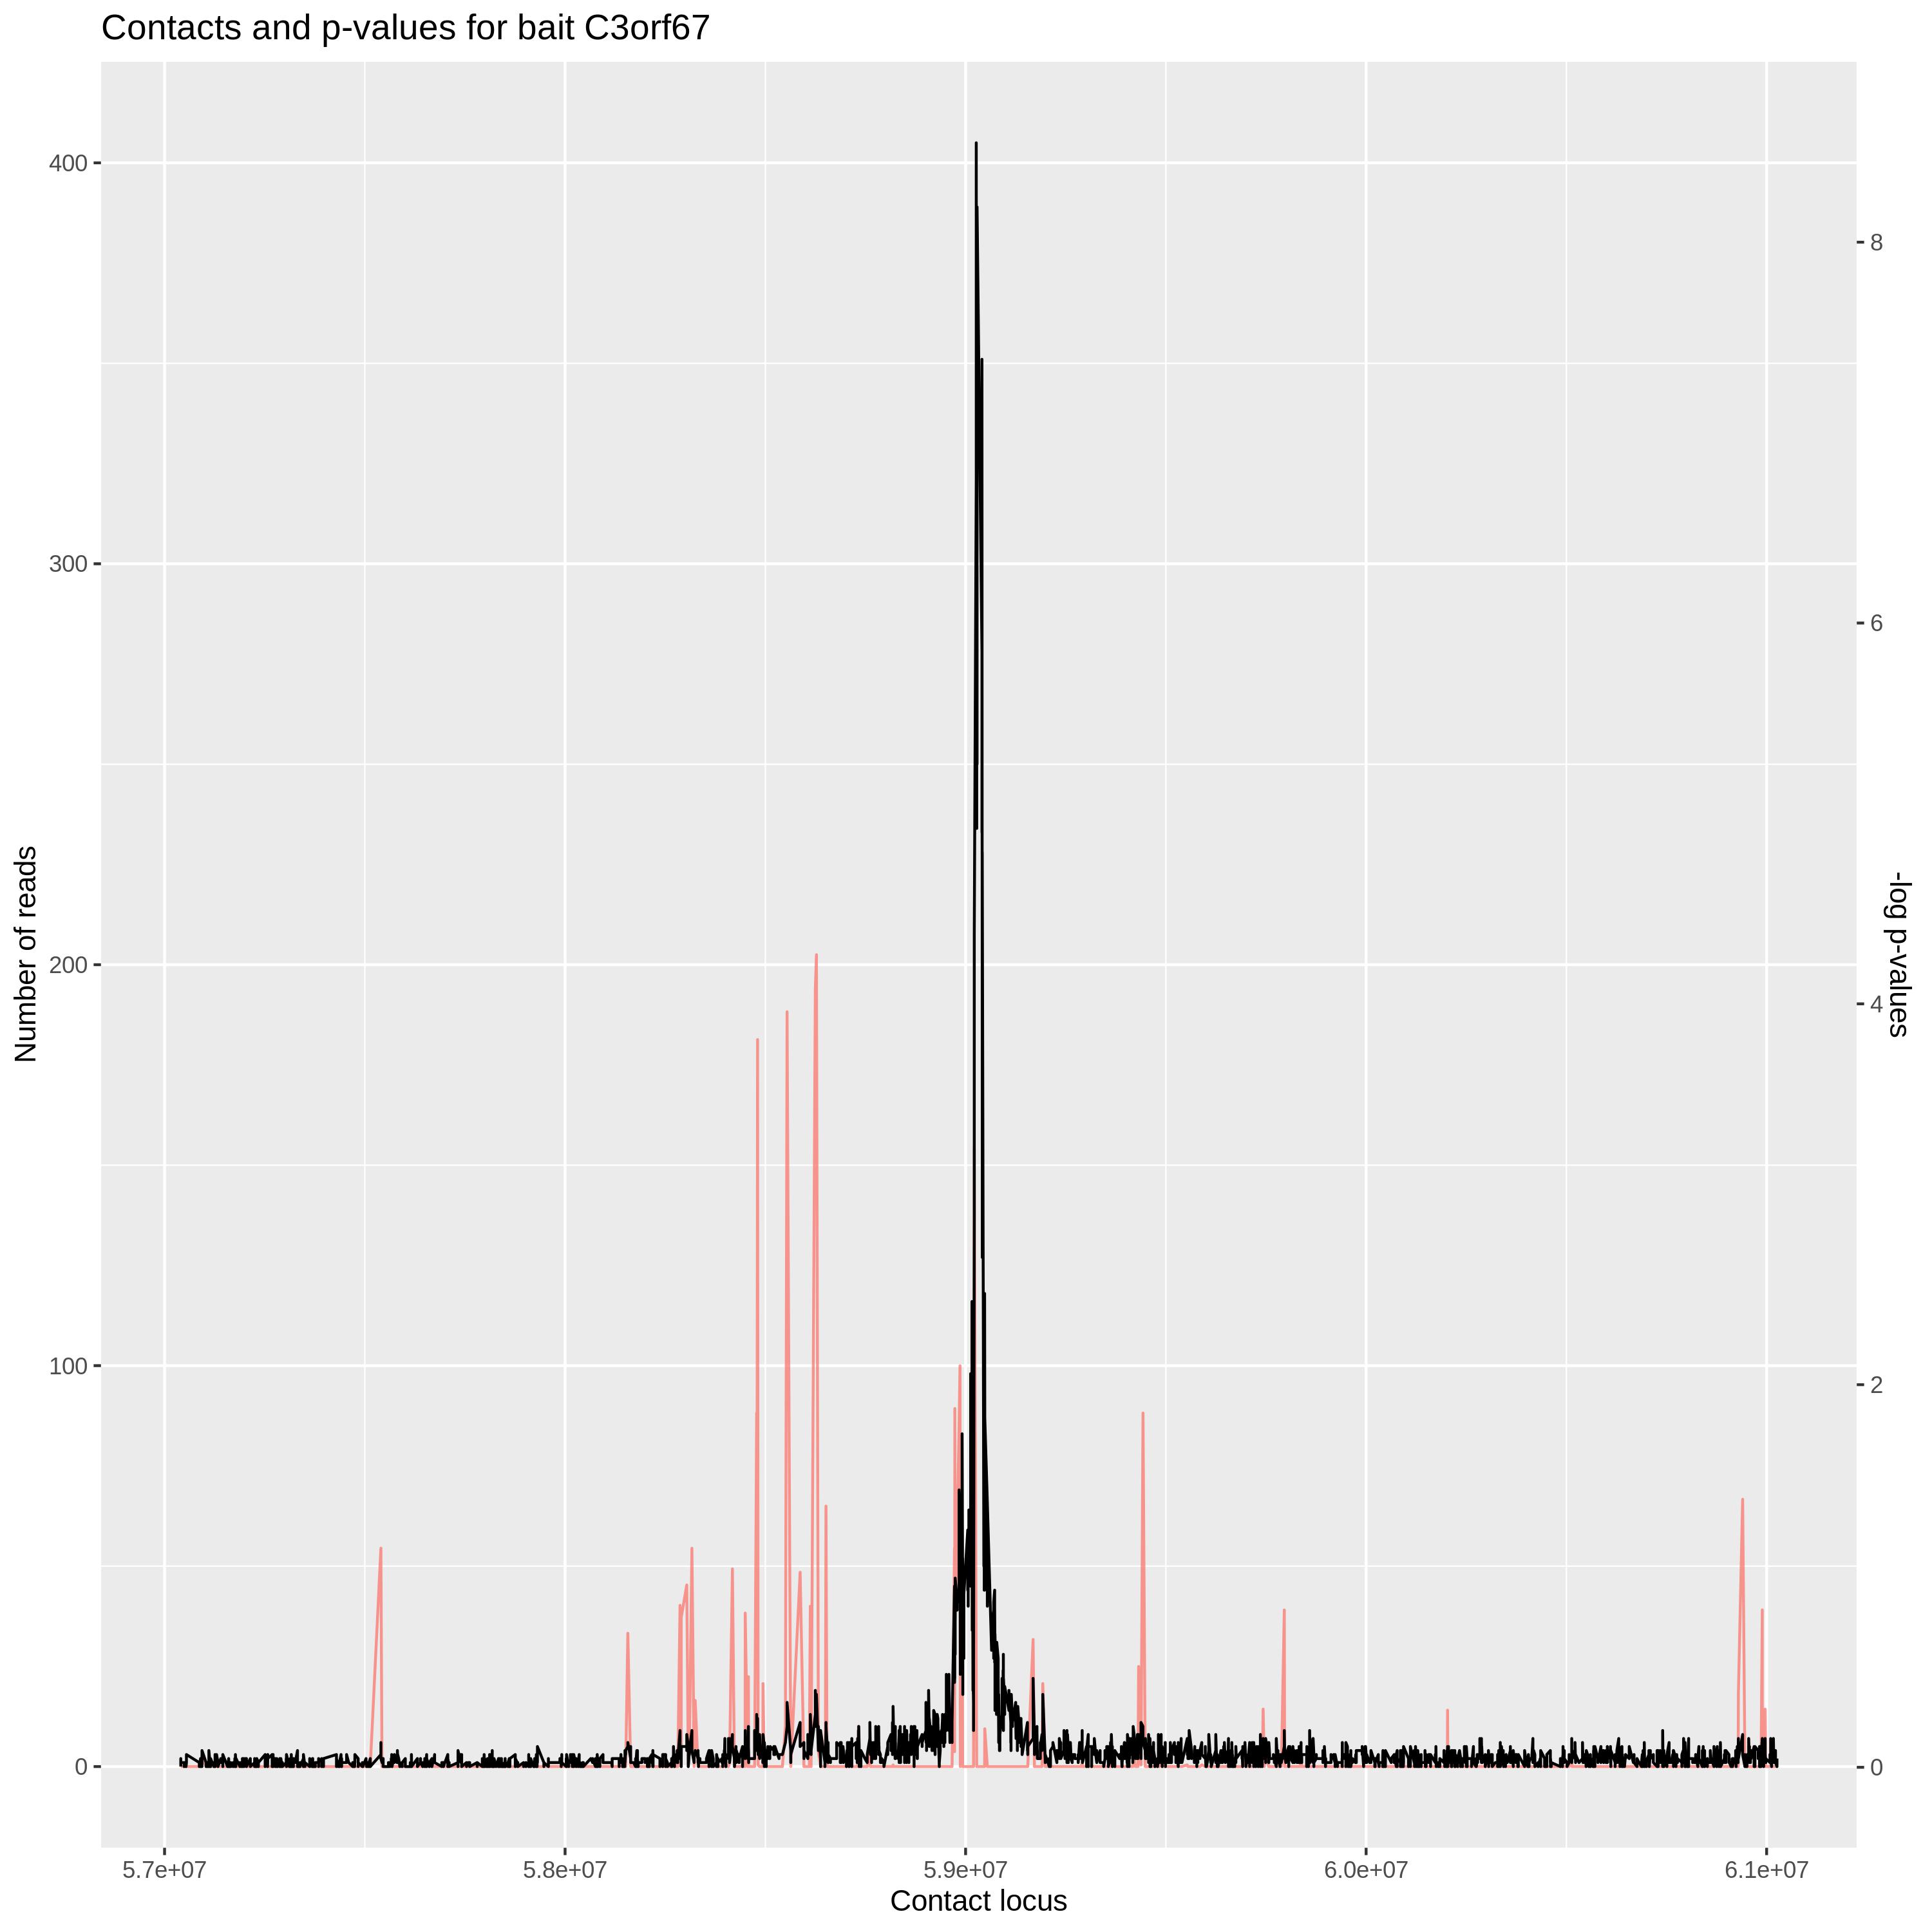 Contacts and p-values for bait C3orf67
400
300
200
100
0
8
6
4
2
0
Number of reads
-log p-values
5.7e+07
5.8e+07
5.9e+07
6.0e+07
6.1e+07
Contact locus